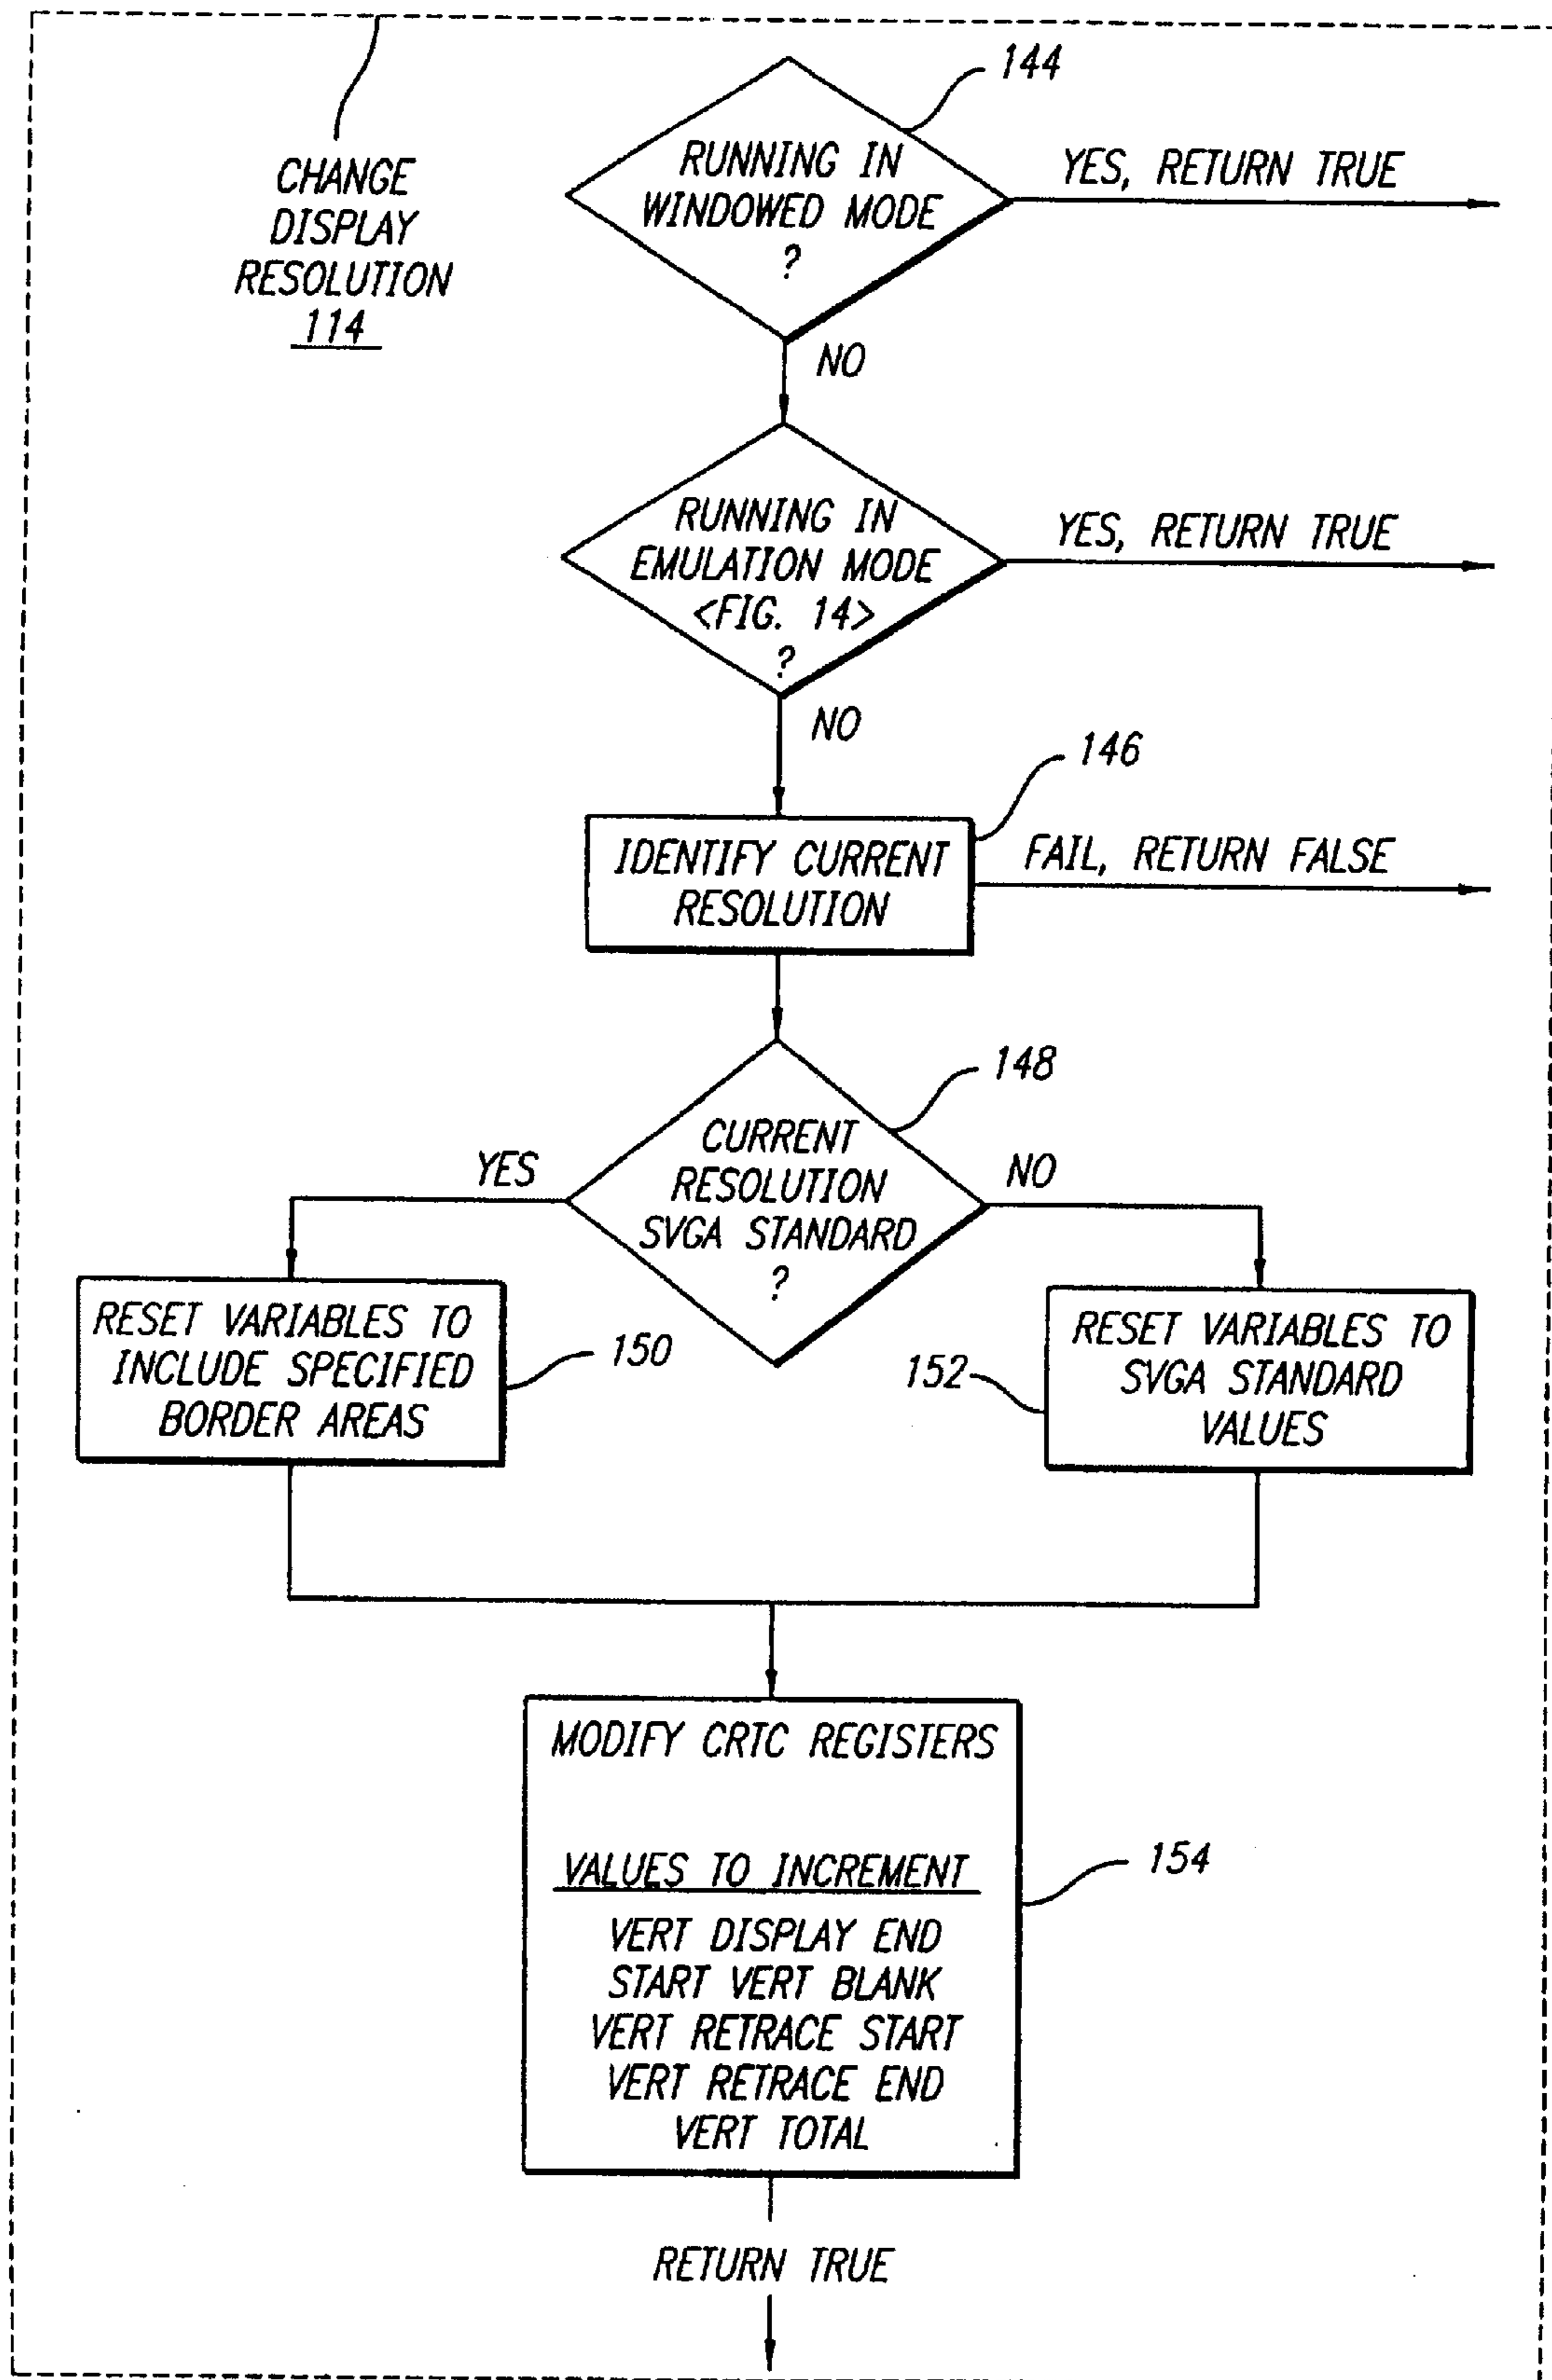 CHANGE
DISPLAY
RESOLUTION
114
144
RUNNING IN
WINDOWED MODE
?
YES, RETURN TRUE
NO
RUNNING IN
EMULATION MODE
<FIG. 14>
?
YES, RETURN TRUE
NO
146
IDENTIFY CURRENT
RESOLUTION
FAIL, RETURN FALSE
148
CURRENT
RESOLUTION
SVGA STANDARD
?
YES
NO
RESET VARIABLES TO
INCLUDE SPECIFIED
BORDER AREAS
150
152
RESET VARIABLES TO
SVGA STANDARD
VALUES
MODIFY CRTC REGISTERS
VALUES TO INCREMENT
VERT DISPLAY END
START VERT BLANK
VERT RETRACE START
VERT RETRACE END
VERT TOTAL
154
RETURN TRUE